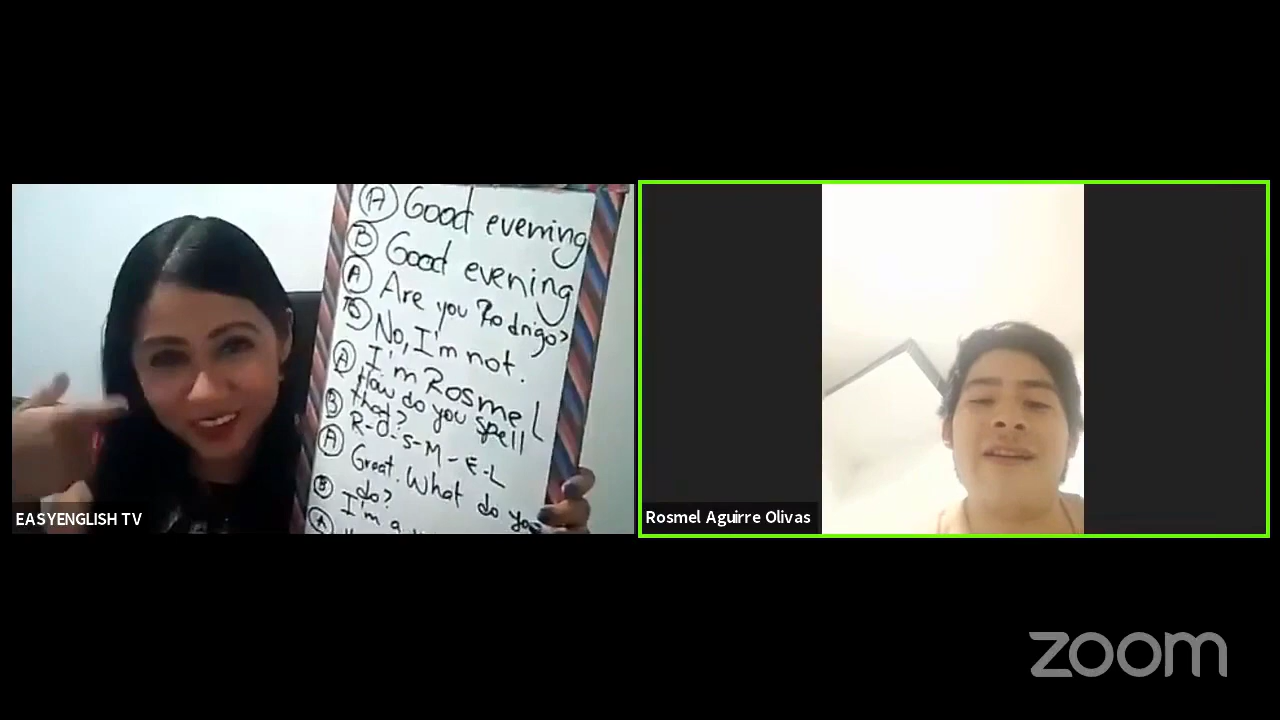 A Good evening
B Good evening
A Are you Rodrigo?
B No, I'm not.
I'm Rosmel
A How do you spell
that?
B R-O-S-M-E-L
A Great. What do you
do?
B I'm a
A
EASYENGLISH TV
Rosmel Aguirre Olivas
zoom